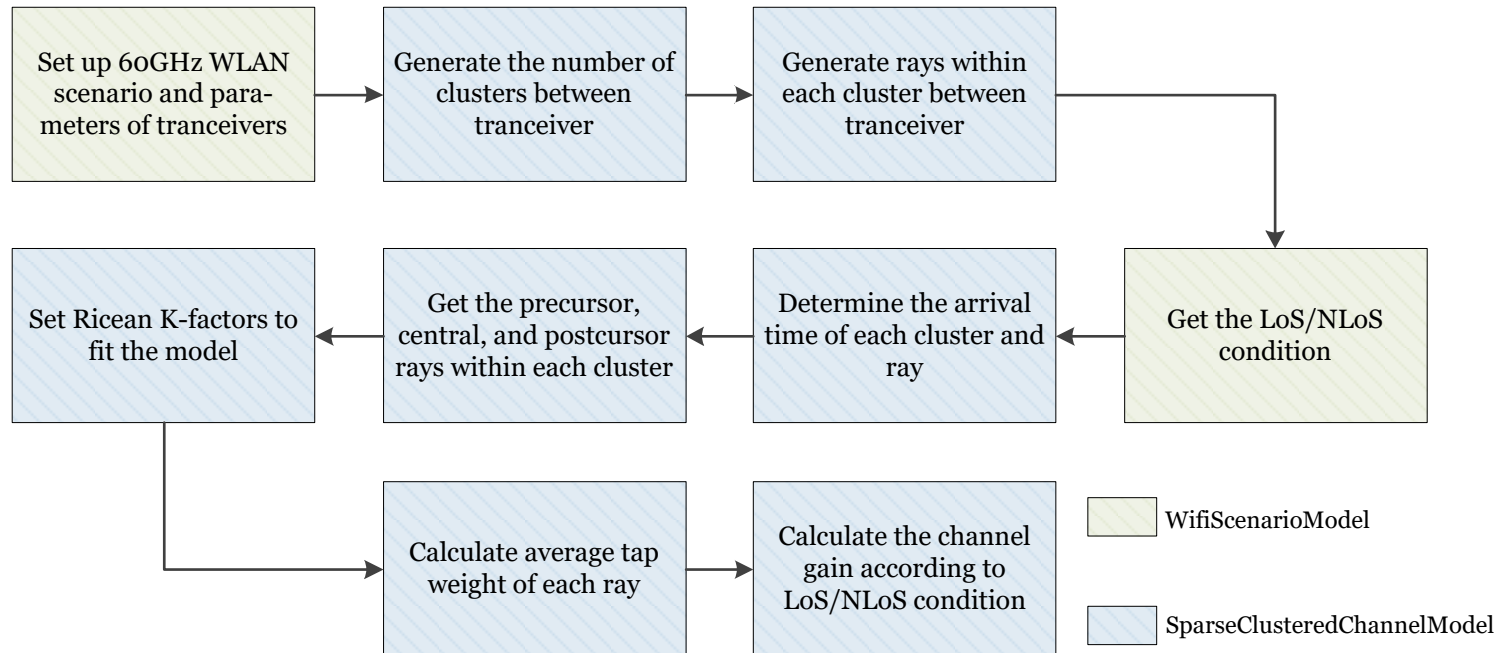 Set up 60GHz WLAN
scenario and para-
meters of tranceivers
Generate the number of
clusters between
tranceiver
Generate rays within
each cluster between
tranceiver
Set Ricean K-factors to
fit the model
Get the precursor,
central, and postcursor
rays within each cluster
Determine the arrival
time of each cluster and
ray
Get the LoS/NLoS
condition
Calculate average tap
weight of each ray
Calculate the channel
gain according to
LoS/NLoS condition
WifiScenarioModel
SparseClusteredChannelModel